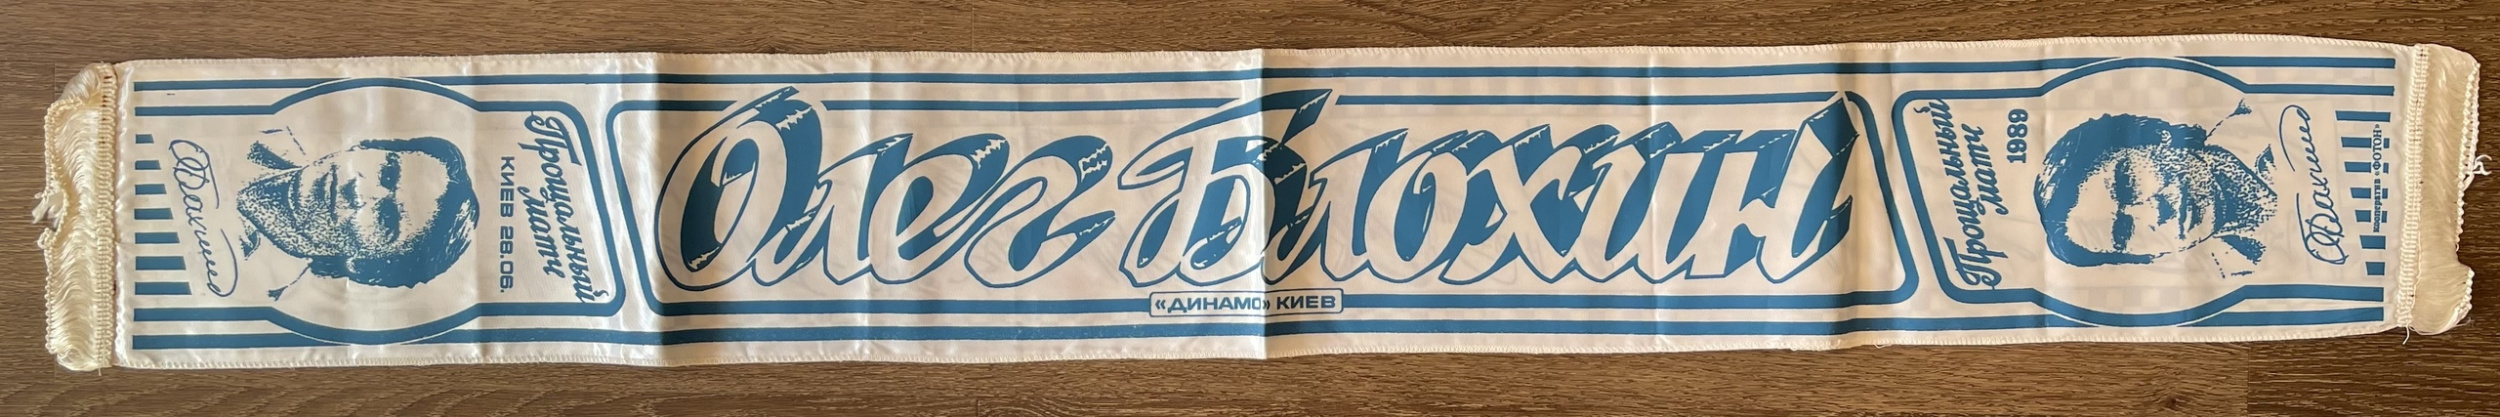 Прощальный
матч
КИЕВ 28.06.
Олег Блохин
«ДИНАМО» КИЕВ
Прощальный
матч
1989
Кооператив «ФОТОН»